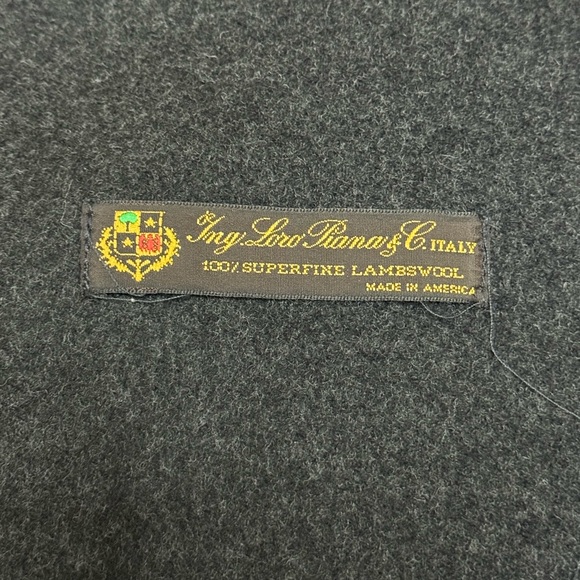 Ing. Loro Piana & C. ITALY
100% SUPERFINE LAMBSWOOL
MADE IN AMERICA